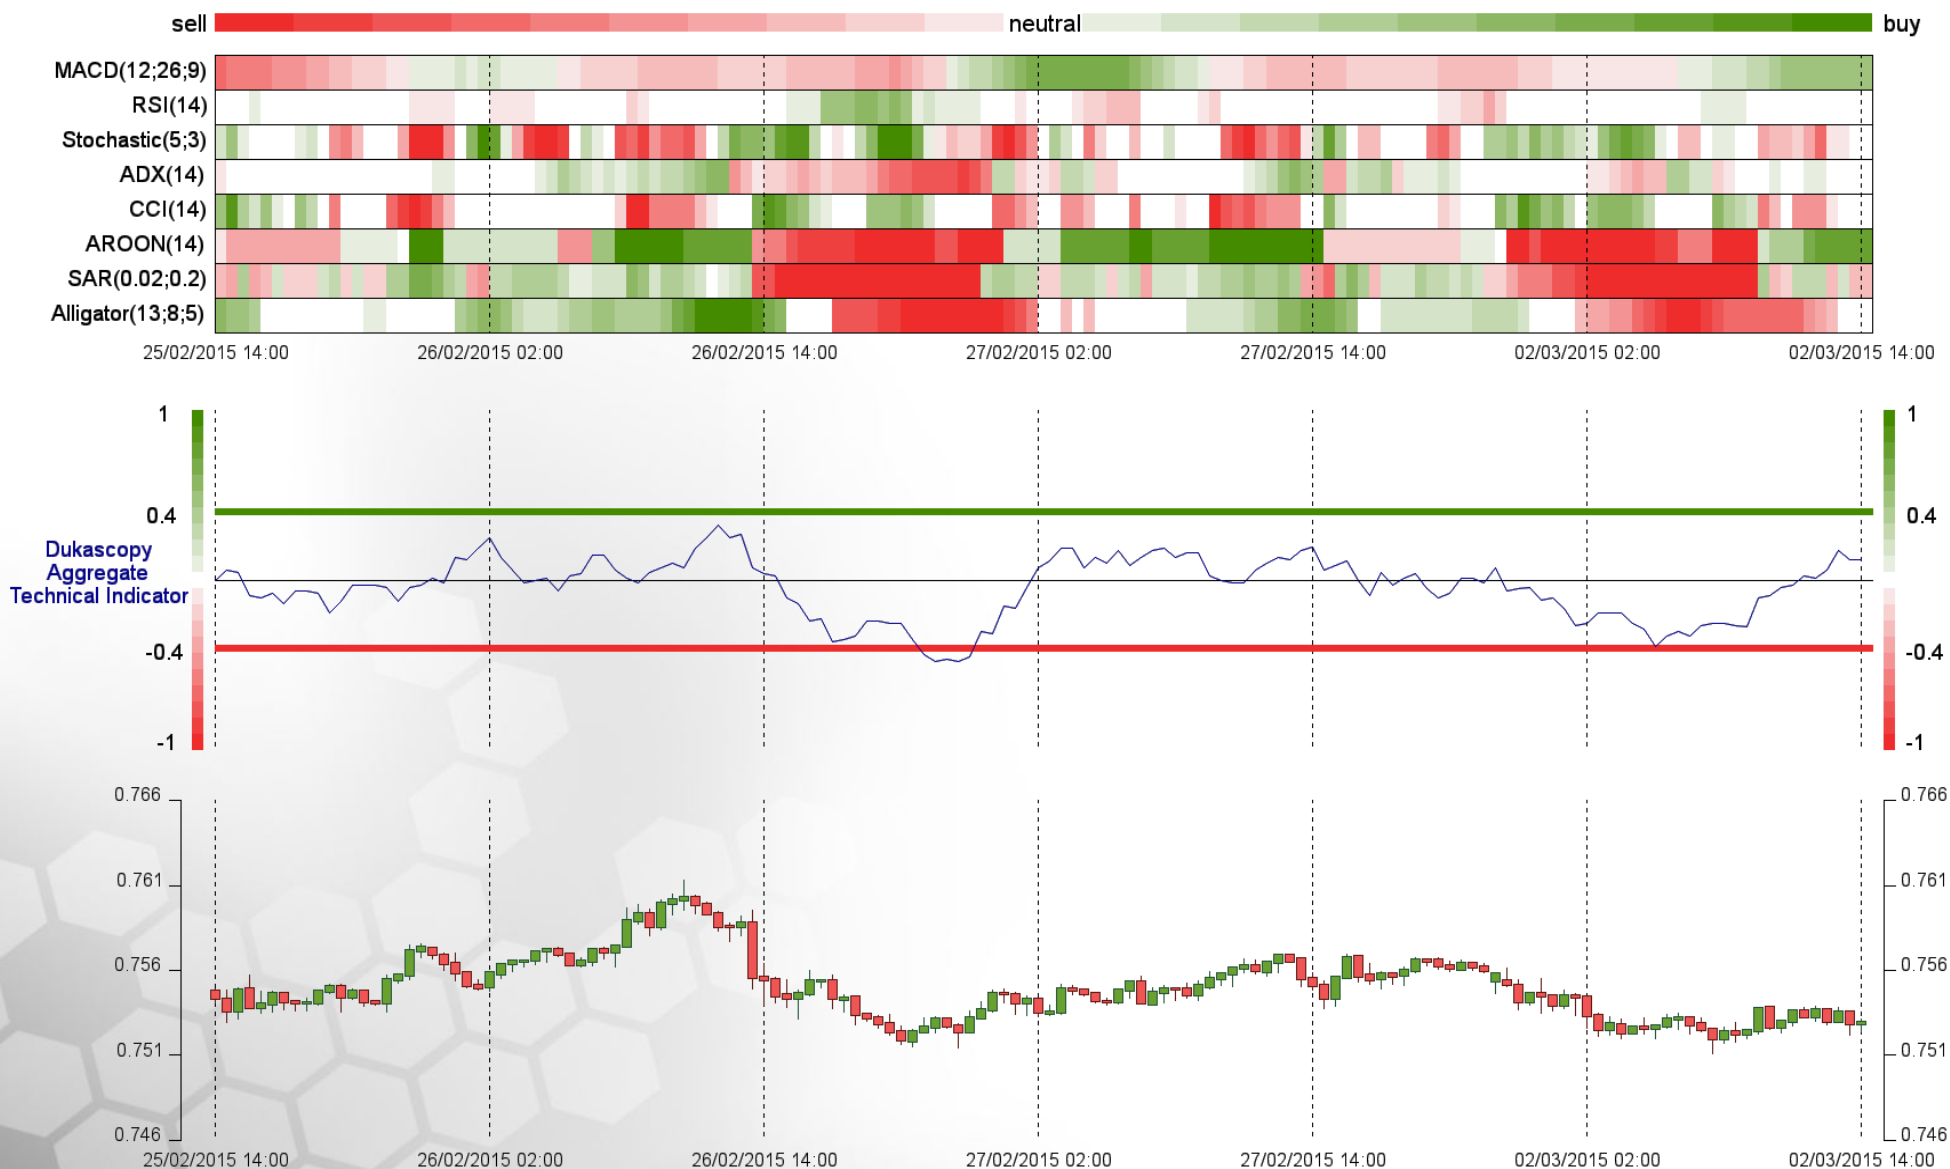 sell neutral buy
MACD(12;26;9)
RSI(14)
Stochastic(5;3)
ADX(14)
CCI(14)
AROON(14)
SAR(0.02;0.2)
Alligator(13;8;5)
25/02/2015 14:00 26/02/2015 02:00 26/02/2015 14:00 27/02/2015 02:00 27/02/2015 14:00 02/03/2015 02:00 02/03/2015 14:00
1 1
0.4 0.4
Dukascopy
Aggregate
Technical Indicator
-0.4 -0.4
-1 -1
0.766 0.766
0.761 0.761
0.756 0.756
0.751 0.751
0.746 0.746
25/02/2015 14:00 26/02/2015 02:00 26/02/2015 14:00 27/02/2015 02:00 27/02/2015 14:00 02/03/2015 02:00 02/03/2015 14:00